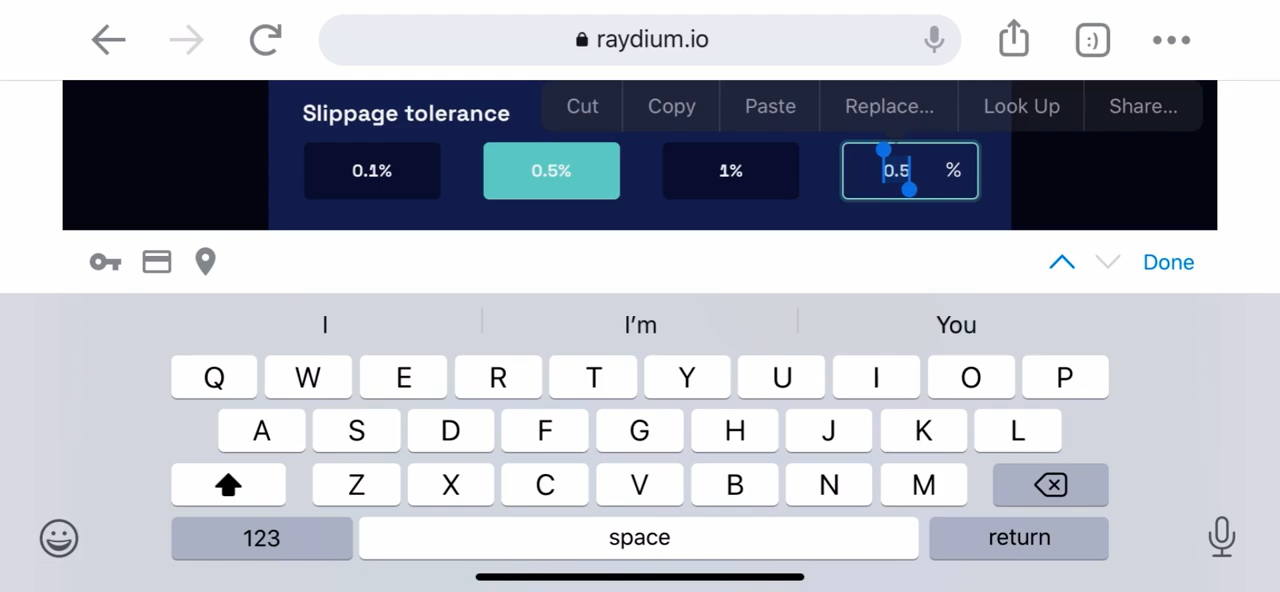 raydium.io
Cut Copy Paste Replace... Look Up Share...
Slippage tolerance
0.1% 0.5% 1% 0.5 %
Done
I I'm You
Q W E R T Y U I O P
A S D F G H J K L
Z X C V B N M
123 space return